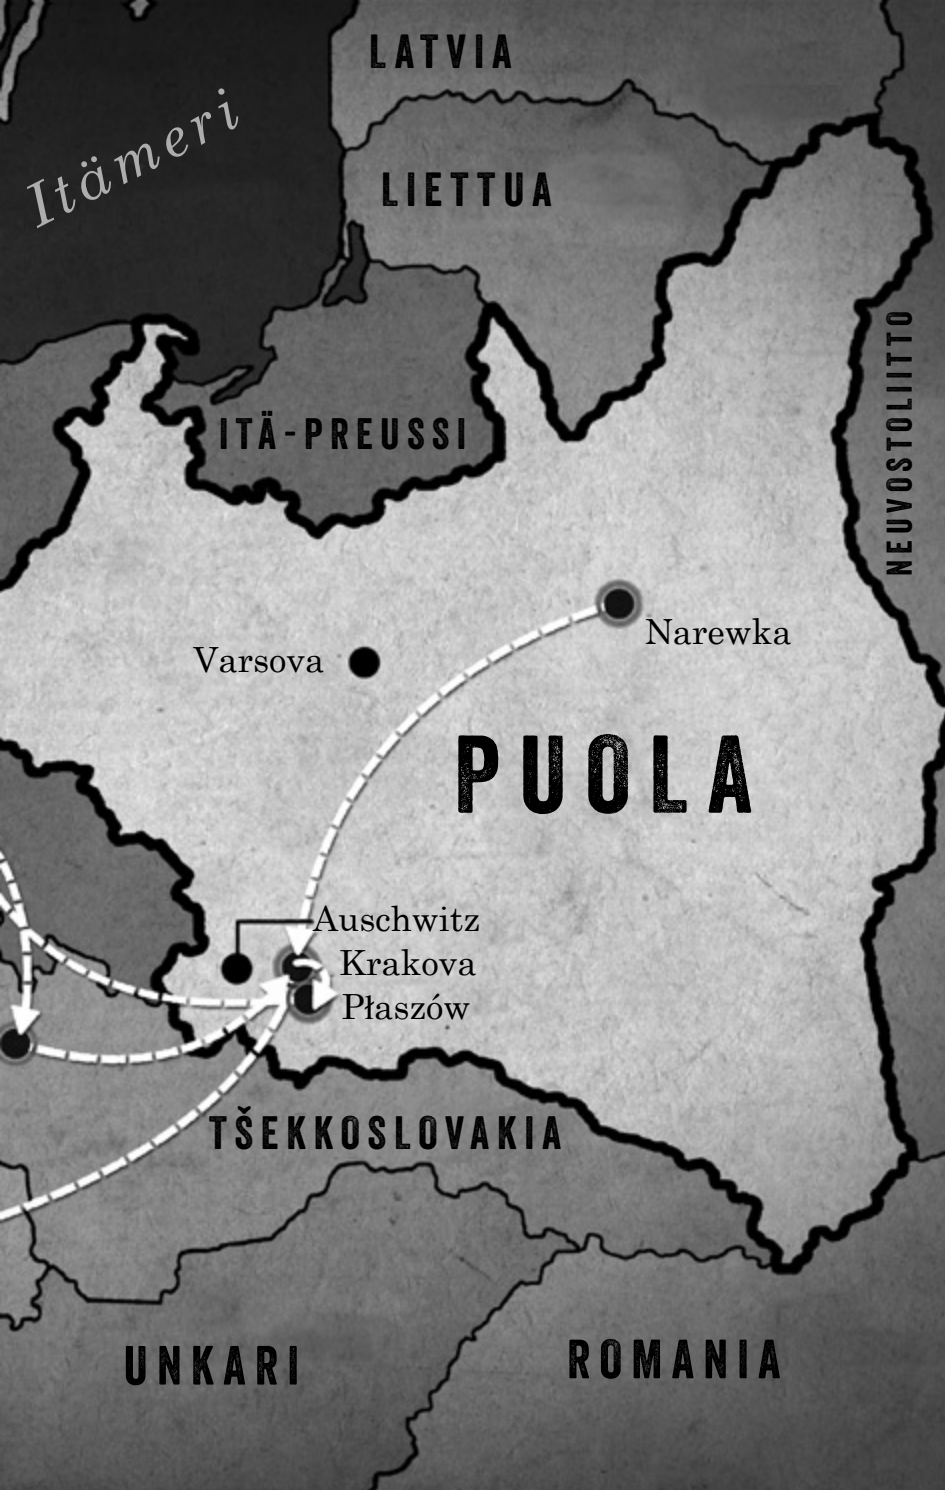 LATVIA
Itämeri
LIETTUA
NEUVOSTOLIITTO
ITÄ-PREUSSI
Narewka
Varsova
PUOLA
Auschwitz
Krakova
Płaszów
TŠEKKOSLOVAKIA
UNKARI
ROMANIA